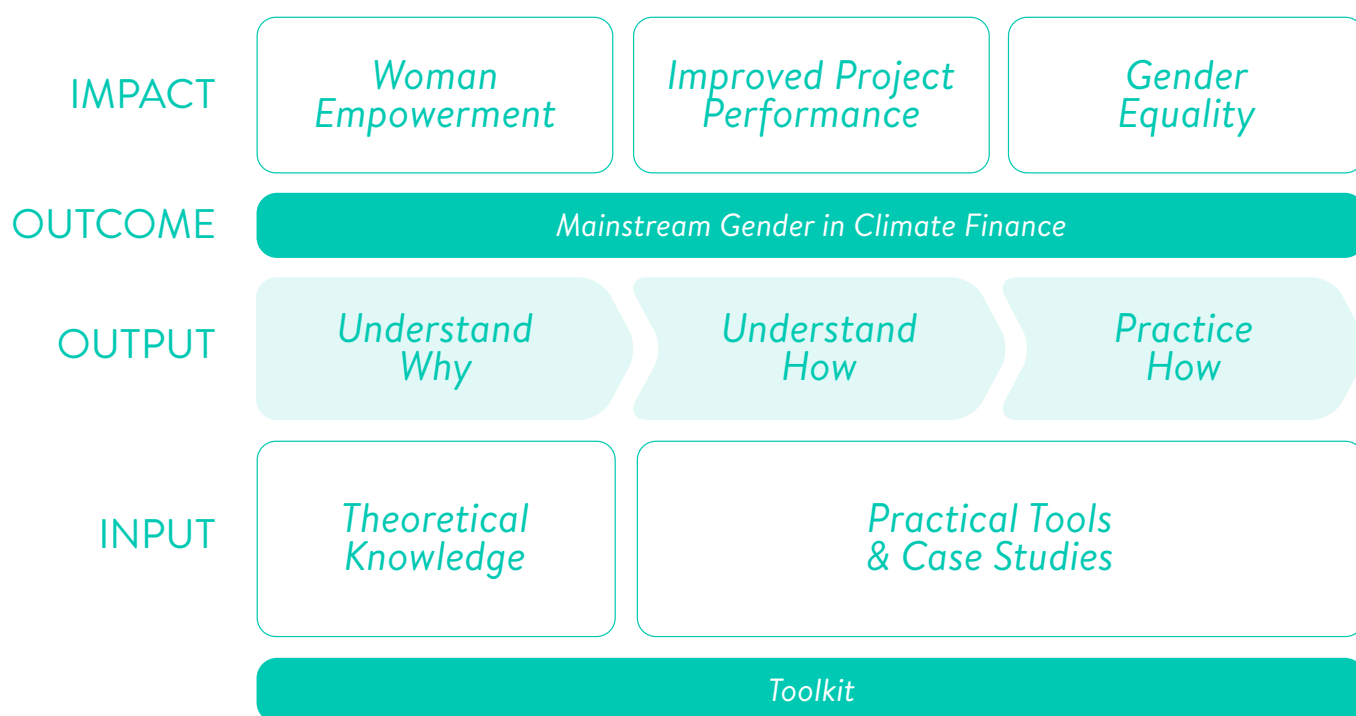 IMPACT
Woman
Empowerment
Improved Project
Performance
Gender
Equality
OUTCOME
Mainstream Gender in Climate Finance
OUTPUT
Understand
Why
Understand
How
Practice
How
INPUT
Theoretical
Knowledge
Practical Tools
& Case Studies
Toolkit